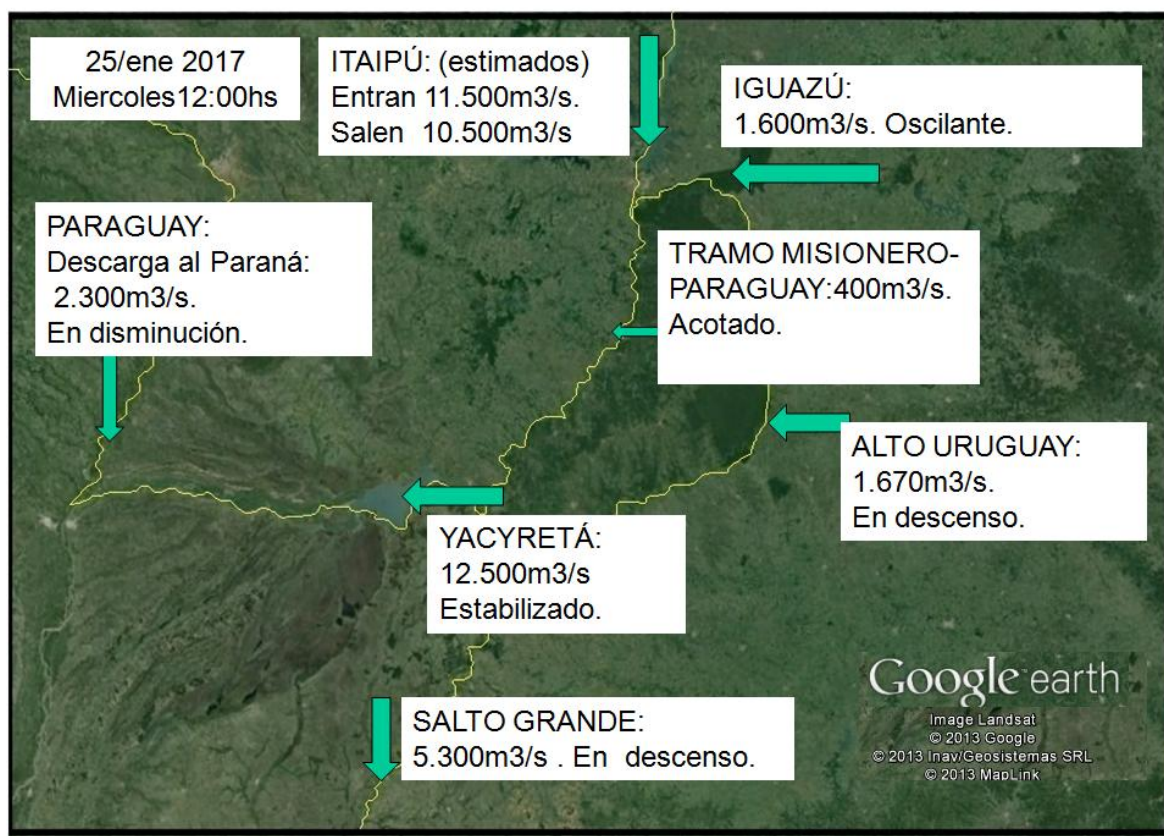 25/ene 2017
Miercoles12:00hs
ITAIPÚ: (estimados)
Entran 11.500m3/s.
Salen 10.500m3/s
IGUAZÚ:
1.600m3/s. Oscilante.
PARAGUAY:
Descarga al Paraná:
2.300m3/s.
En disminución.
TRAMO MISIONERO-
PARAGUAY:400m3/s.
Acotado.
ALTO URUGUAY:
1.670m3/s.
En descenso.
YACYRETÁ:
12.500m3/s
Estabilizado.
SALTO GRANDE:
5.300m3/s . En descenso.
Google earth
Image Landsat
© 2013 Google
© 2013 Inav/Geosistemas SRL
© 2013 MapLink